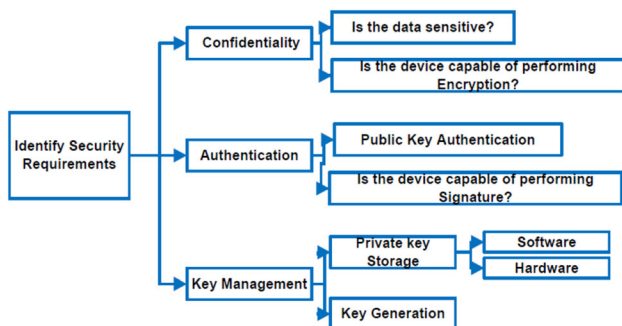 Is the data sensitive?
Confidentiality
Is the device capable of performing
Encryption?
Identify Security
Requirements
Authentication
Public Key Authentication
Is the device capable of performing
Signature?
Private key
Storage
Software
Hardware
Key Management
Key Generation